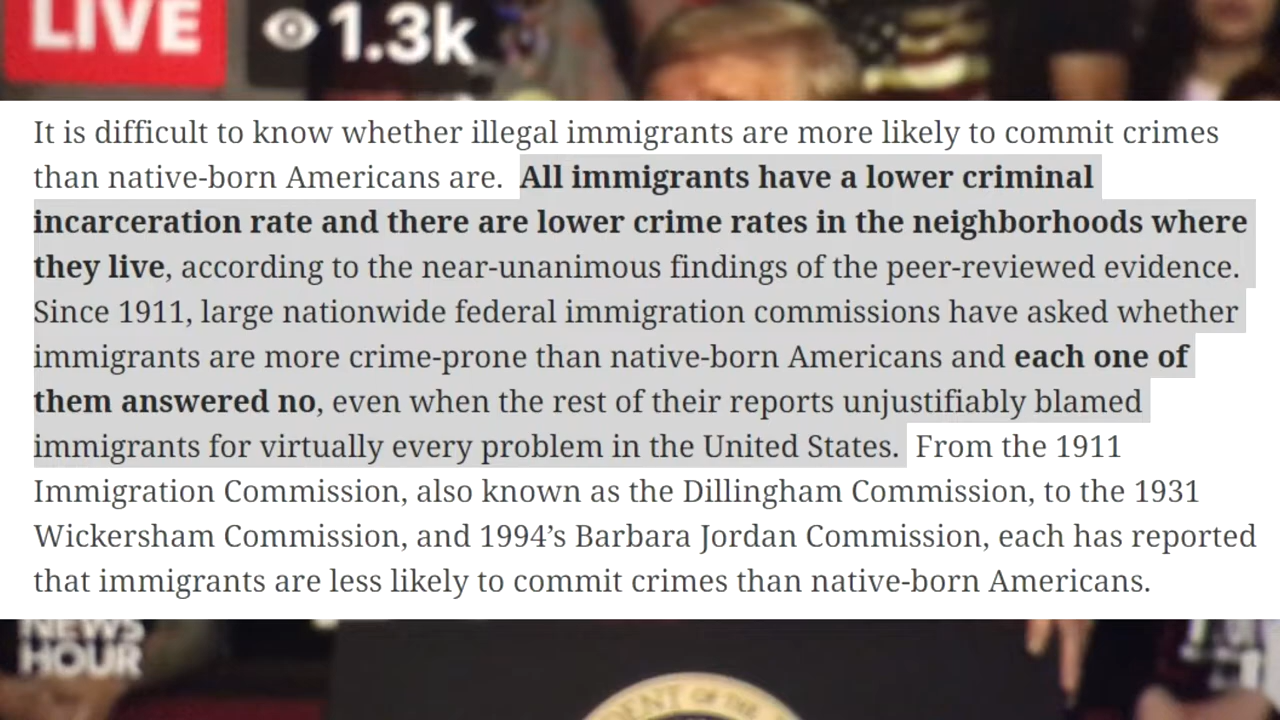 LIVE 1.3k
It is difficult to know whether illegal immigrants are more likely to commit crimes
than native-born Americans are. All immigrants have a lower criminal
incarceration rate and there are lower crime rates in the neighborhoods where
they live, according to the near-unanimous findings of the peer-reviewed evidence.
Since 1911, large nationwide federal immigration commissions have asked whether
immigrants are more crime-prone than native-born Americans and each one of
them answered no, even when the rest of their reports unjustifiably blamed
immigrants for virtually every problem in the United States. From the 1911
Immigration Commission, also known as the Dillingham Commission, to the 1931
Wickersham Commission, and 1994’s Barbara Jordan Commission, each has reported
that immigrants are less likely to commit crimes than native-born Americans.
NEWS
HOUR
DENT OF THE